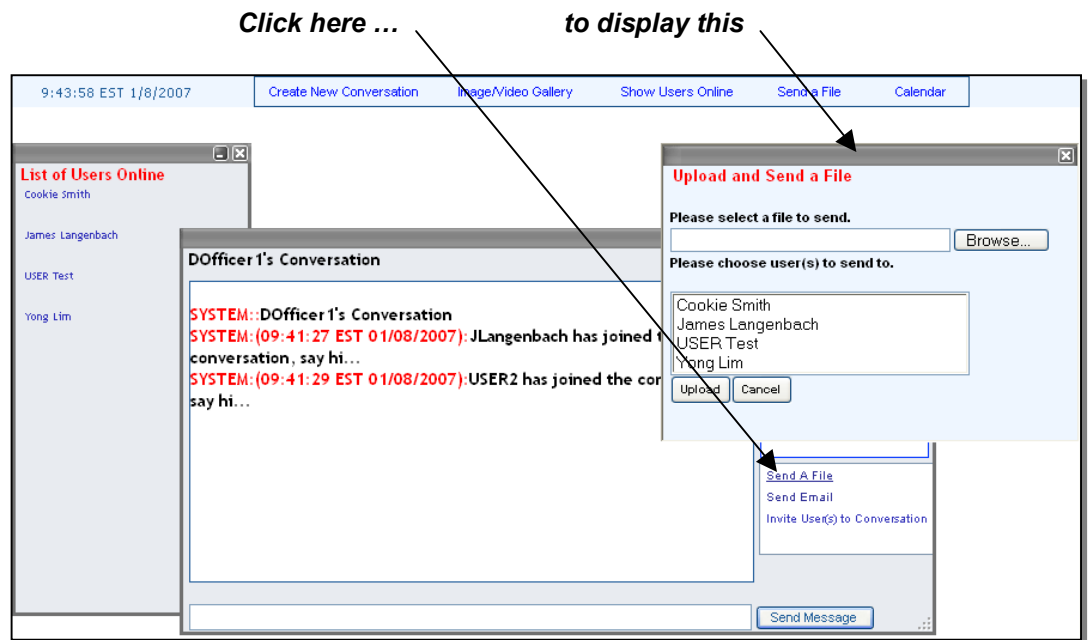 Click here … to display this
9:43:58 EST 1/8/2007 Create New Conversation Image/Video Gallery Show Users Online Send a File Calendar
List of Users Online
Cookie Smith
James Langenbach
USER Test
Yong Lim
DOfficer1's Conversation
SYSTEM::DOfficer1's Conversation
SYSTEM:(09:41:27 EST 01/08/2007):JLangenbach has joined
conversation, say hi...
SYSTEM:(09:41:29 EST 01/08/2007):USER2 has joined the
say hi...
Upload and Send a File
Please select a file to send.
Browse...
Please choose user(s) to send to.
Cookie Smith
James Langenbach
USER Test
Yong Lim
Upload Cancel
Send A File
Send Email
Invite User(s) to Conversation
Send Message